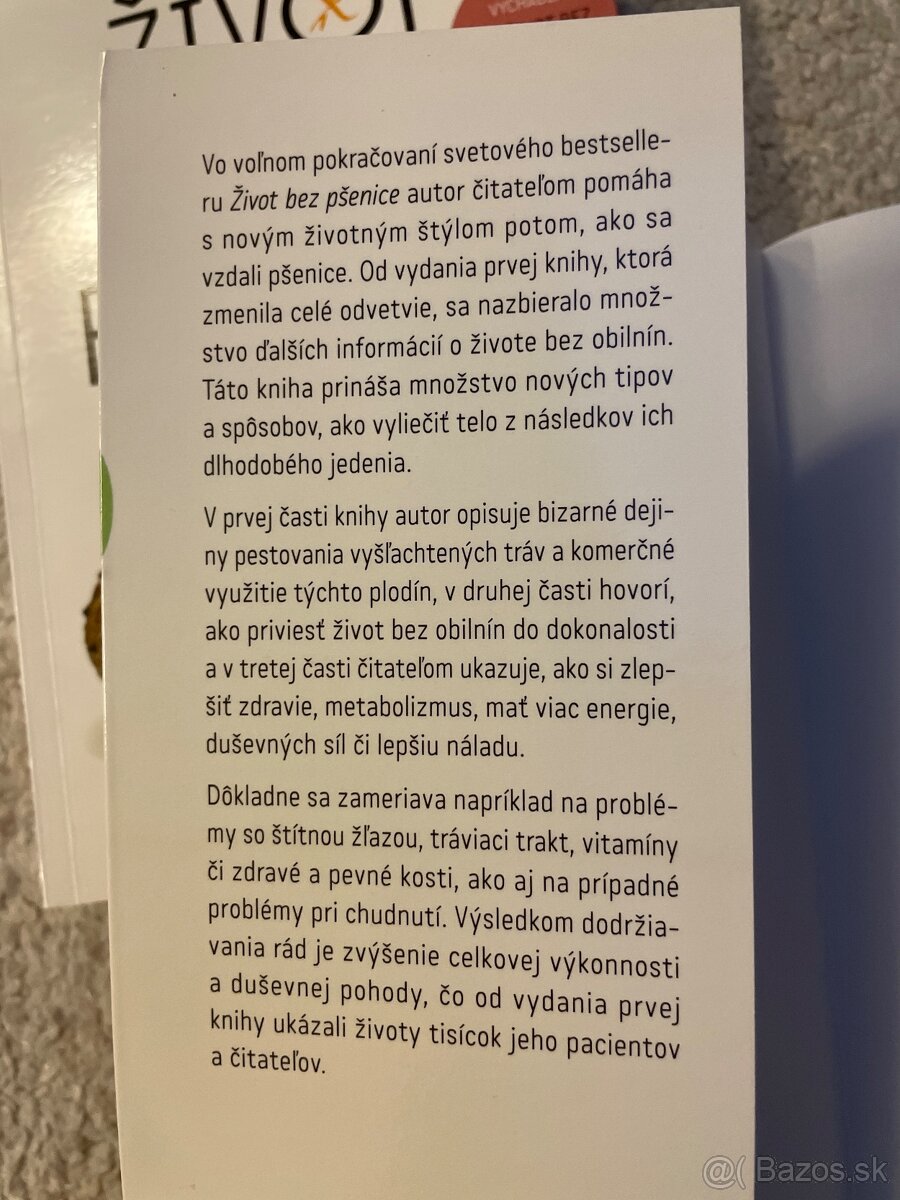 ŽIVOT
Vo voľnom pokračovaní svetového bestselle-
ru Život bez pšenice autor čitateľom pomáha
s novým životným štýlom potom, ako sa
vzdali pšenice. Od vydania prvej knihy, ktorá
zmenila celé odvetvie, sa nazbieralo množ-
stvo ďalších informácií o živote bez obilnín.
Táto kniha prináša množstvo nových tipov
a spôsobov, ako vyliečiť telo z následkov ich
dlhodobého jedenia.
V prvej časti knihy autor opisuje bizarné deji-
ny pestovania vyšľachtených tráv a komerčné
využitie týchto plodín, v druhej časti hovorí,
ako priviesť život bez obilnín do dokonalosti
a v tretej časti čitateľom ukazuje, ako si zlep-
šiť zdravie, metabolizmus, mať viac energie,
duševných síl či lepšiu náladu.
Dôkladne sa zameriava napríklad na problé-
my so štítnou žľazou, tráviaci trakt, vitamíny
či zdravé a pevné kosti, ako aj na prípadné
problémy pri chudnutí. Výsledkom dodržia-
vania rád je zvýšenie celkovej výkonnosti
a duševnej pohody, čo od vydania prvej
knihy ukázali životy tisícok jeho pacientov
a čitateľov.
@( Bazos.sk